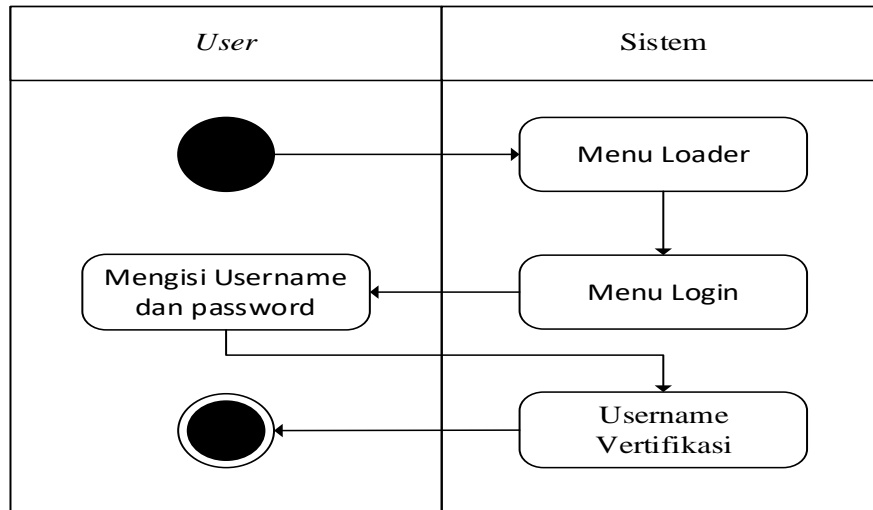 User
Sistem
Menu Loader
Mengisi Username
dan password
Menu Login
Username
Vertifikasi